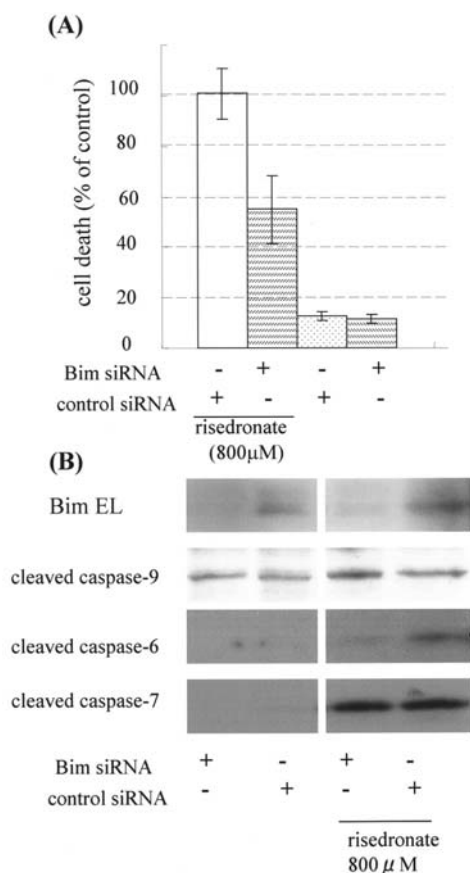 (A)
cell death (% of control)
100
80
60
40
20
0
Bim siRNA - + - +
control siRNA + - + -
risedronate
(800μM)
(B)
Bim EL
cleaved caspase-9
cleaved caspase-6
cleaved caspase-7
Bim siRNA + - + -
control siRNA - + - +
risedronate
800 μ M